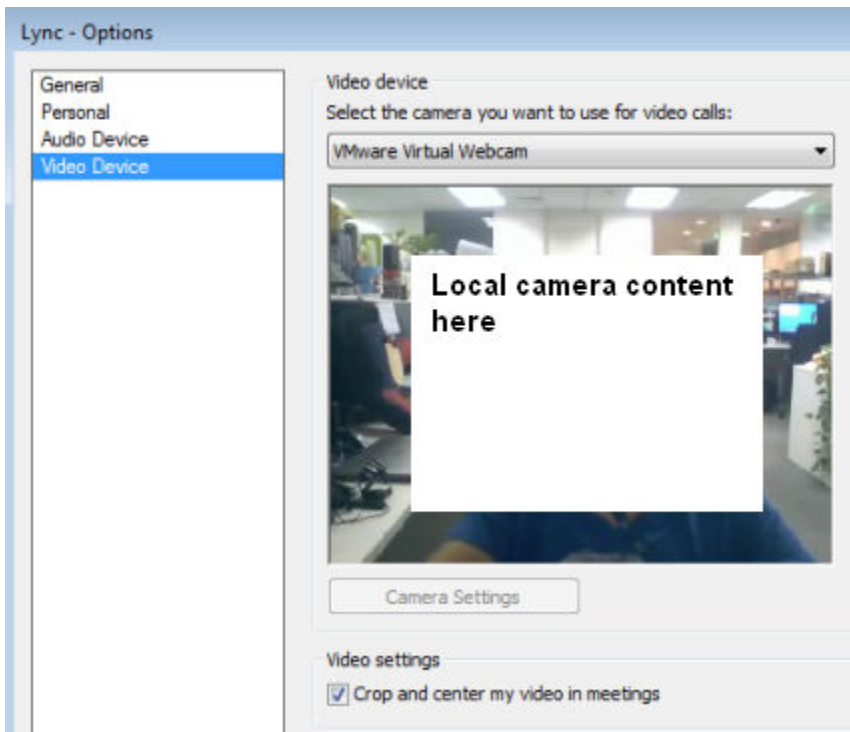 Lync - Options
General
Personal
Audio Device
Video Device
Video device
Select the camera you want to use for video calls:
VMware Virtual Webcam
Local camera content
here
Camera Settings
Video settings
Crop and center my video in meetings